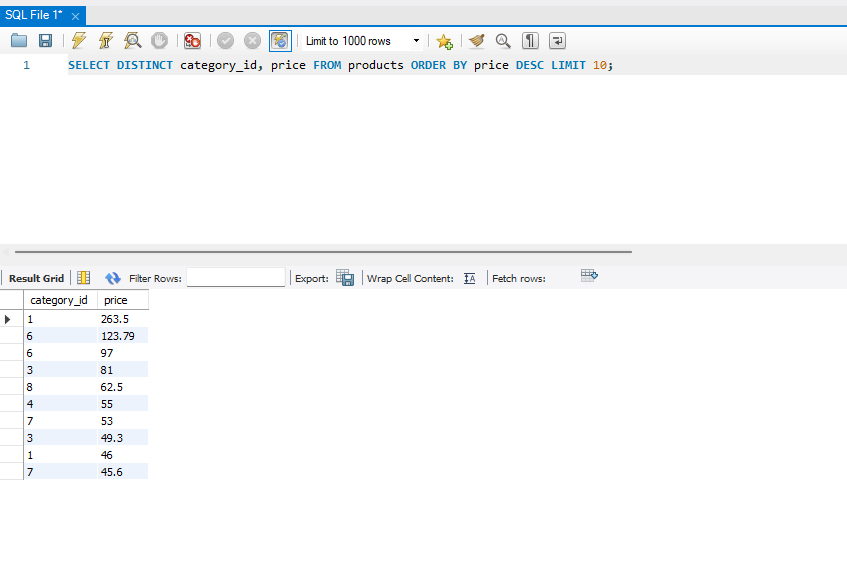 SQL File 1*
Limit to 1000 rows
1 SELECT DISTINCT category_id, price FROM products ORDER BY price DESC LIMIT 10;
Result Grid Filter Rows: Export: Wrap Cell Content: Fetch rows:
category_id price
1 263.5
6 123.79
6 97
3 81
8 62.5
4 55
7 53
3 49.3
1 46
7 45.6